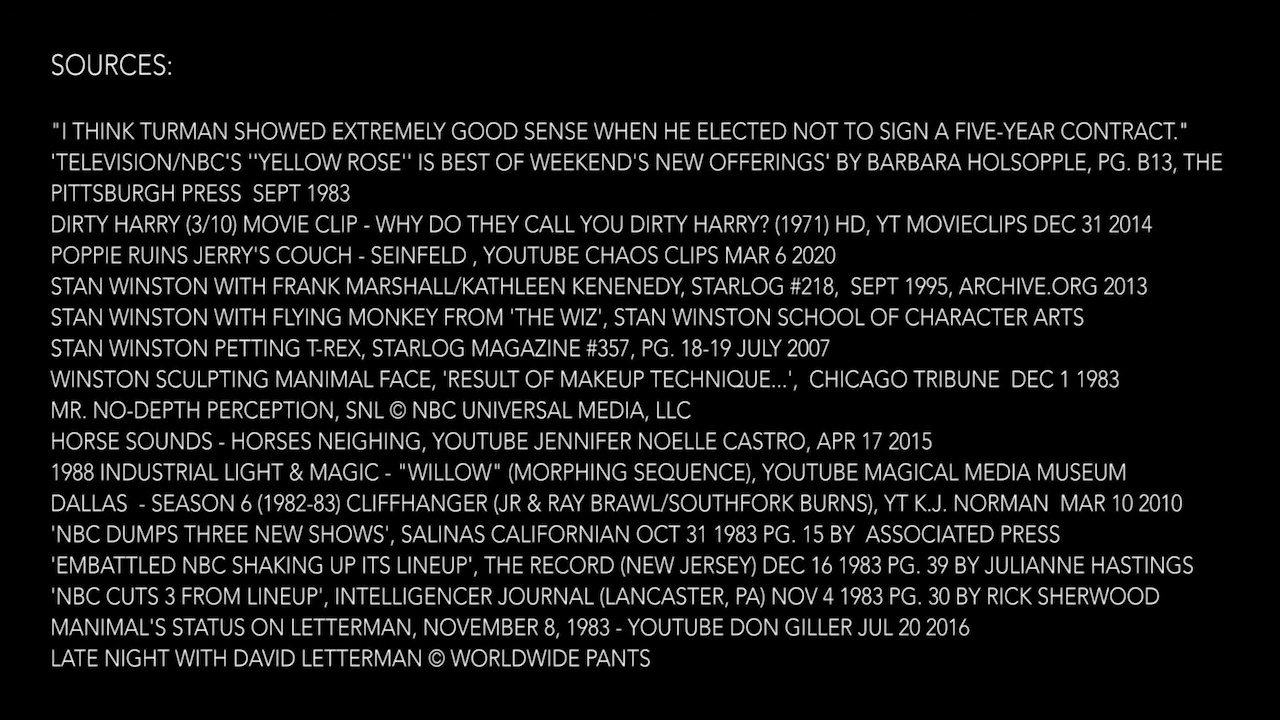 SOURCES:
"I THINK TURMAN SHOWED EXTREMELY GOOD SENSE WHEN HE ELECTED NOT TO SIGN A FIVE-YEAR CONTRACT."
'TELEVISION/NBC'S ''YELLOW ROSE'' IS BEST OF WEEKEND'S NEW OFFERINGS' BY BARBARA HOLSOPPLE, PG. B13, THE
PITTSBURGH PRESS  SEPT 1983
DIRTY HARRY (3/10) MOVIE CLIP - WHY DO THEY CALL YOU DIRTY HARRY? (1971) HD, YT MOVIECLIPS DEC 31 2014
POPPIE RUINS JERRY'S COUCH - SEINFELD , YOUTUBE CHAOS CLIPS MAR 6 2020
STAN WINSTON WITH FRANK MARSHALL/KATHLEEN KENENEDY, STARLOG #218,  SEPT 1995, ARCHIVE.ORG 2013
STAN WINSTON WITH FLYING MONKEY FROM 'THE WIZ', STAN WINSTON SCHOOL OF CHARACTER ARTS
STAN WINSTON PETTING T-REX, STARLOG MAGAZINE #357, PG. 18-19 JULY 2007
WINSTON SCULPTING MANIMAL FACE, 'RESULT OF MAKEUP TECHNIQUE...',  CHICAGO TRIBUNE  DEC 1 1983
MR. NO-DEPTH PERCEPTION, SNL © NBC UNIVERSAL MEDIA, LLC
HORSE SOUNDS - HORSES NEIGHING, YOUTUBE JENNIFER NOELLE CASTRO, APR 17 2015
1988 INDUSTRIAL LIGHT & MAGIC - "WILLOW" (MORPHING SEQUENCE), YOUTUBE MAGICAL MEDIA MUSEUM
DALLAS  - SEASON 6 (1982-83) CLIFFHANGER (JR & RAY BRAWL/SOUTHFORK BURNS), YT K.J. NORMAN  MAR 10 2010
'NBC DUMPS THREE NEW SHOWS', SALINAS CALIFORNIAN OCT 31 1983 PG. 15 BY  ASSOCIATED PRESS
'EMBATTLED NBC SHAKING UP ITS LINEUP', THE RECORD (NEW JERSEY) DEC 16 1983 PG. 39 BY JULIANNE HASTINGS
'NBC CUTS 3 FROM LINEUP', INTELLIGENCER JOURNAL (LANCASTER, PA) NOV 4 1983 PG. 30 BY RICK SHERWOOD
MANIMAL'S STATUS ON LETTERMAN, NOVEMBER 8, 1983 - YOUTUBE DON GILLER JUL 20 2016
LATE NIGHT WITH DAVID LETTERMAN © WORLDWIDE PANTS